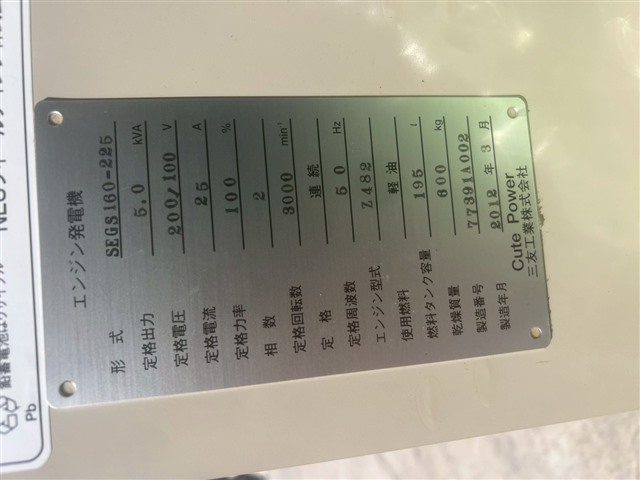 エンジン発電機
形式 SEGS160-225
定格出力 5.0 kVA
定格電圧 200/100 V
定格電流 25 A
定格力率 100 %
相数 2
定格回転数 3000 min⁻¹
定格 連続
定格周波数 50 Hz
エンジン型式 Z482
使用燃料 軽油
燃料タンク容量 195 l
乾燥質量 600 kg
製造番号 77391A002
製造年月 2012 年 3 月
Cute Power
三友工業株式会社
Pb